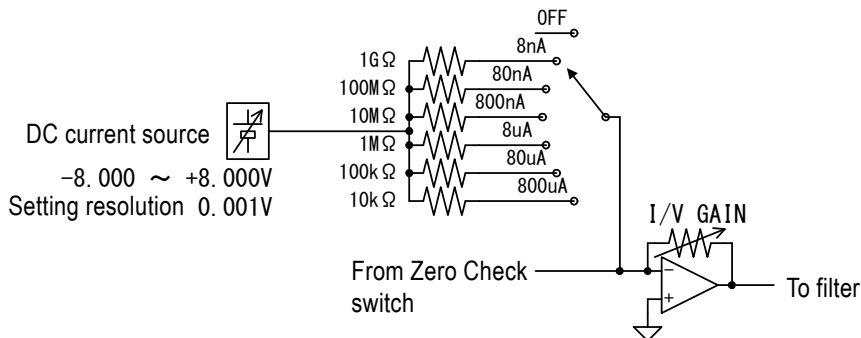 OFF
1GΩ 8nA
100MΩ 80nA
10MΩ 800nA
1MΩ 8uA
100kΩ 80uA
10kΩ 800uA
DC current source
-8.000 ～ +8.000V
Setting resolution 0.001V
I/V GAIN
From Zero Check
switch
−
+
To filter